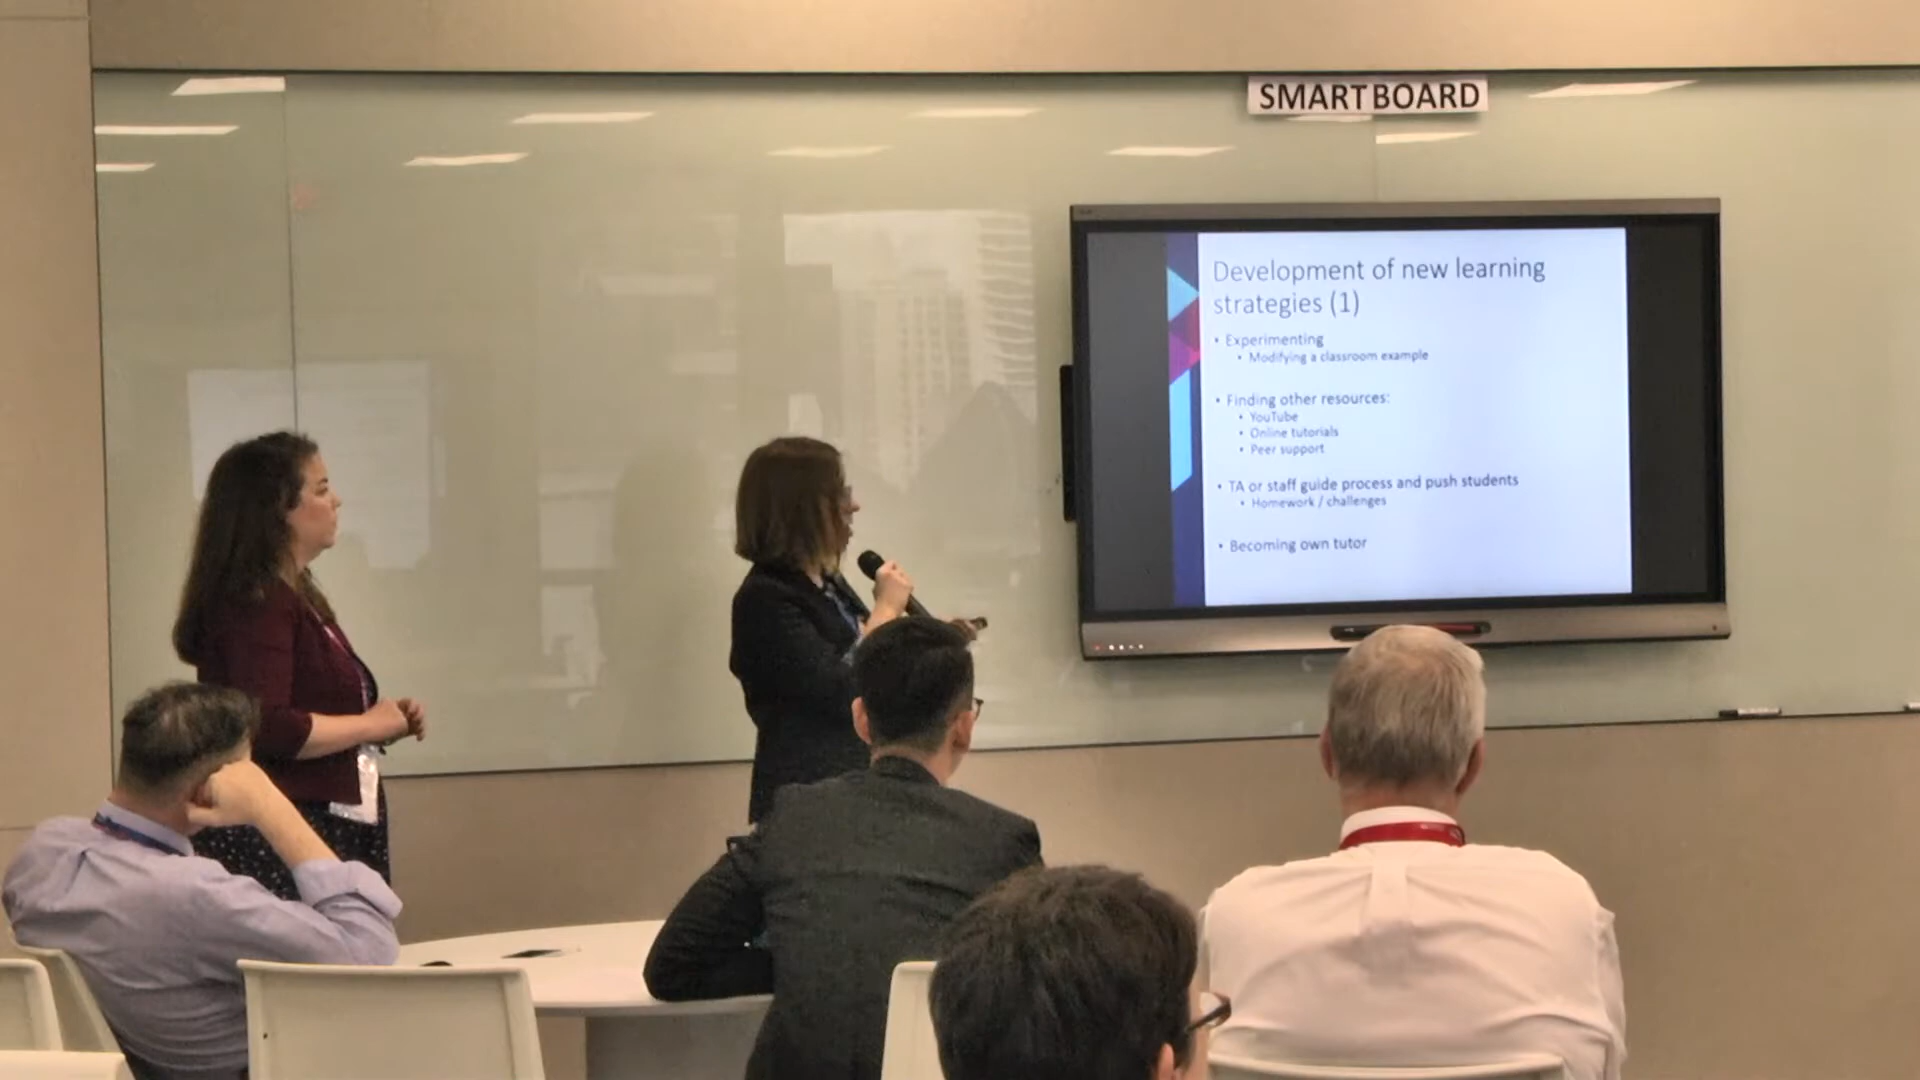 SMARTBOARD
Development of new learning
strategies (1)
• Experimenting
• Modifying a classroom example
• Finding other resources:
• YouTube
• Online tutorials
• Peer support
• TA or staff guide process and push students
• Homework / challenges
• Becoming own tutor